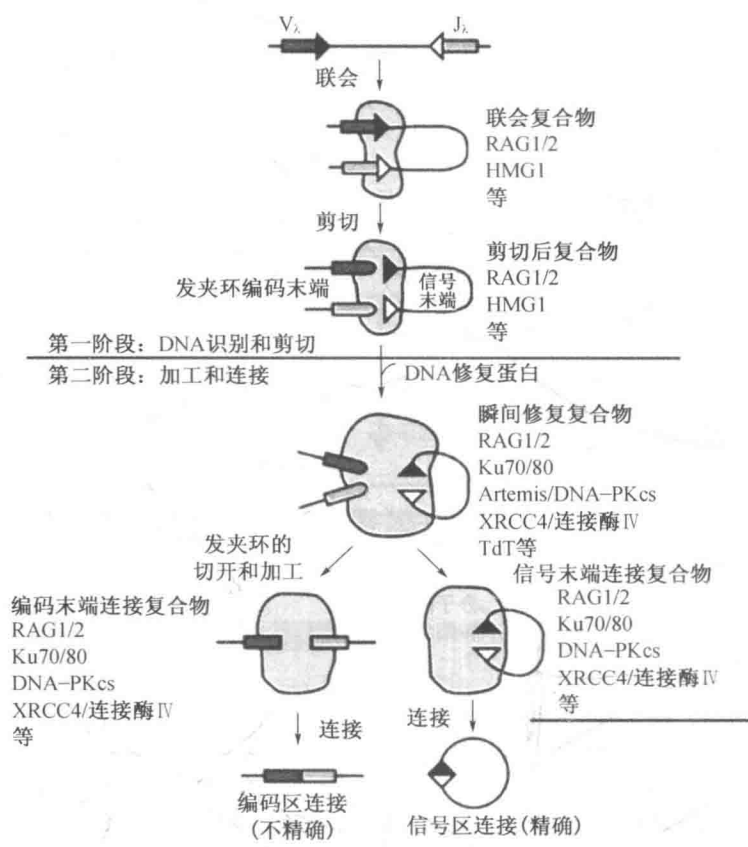 Vλ
Jλ
联会
联会复合物
RAG1/2
HMG1
等
剪切
剪切后复合物
RAG1/2
HMG1
等
发夹环编码末端
信号
末端
第一阶段：DNA识别和剪切
第二阶段：加工和连接
DNA修复蛋白
瞬间修复复合物
RAG1/2
Ku70/80
Artemis/DNA-PKcs
XRCC4/连接酶Ⅳ
TdT等
发夹环的
切开和加工
编码末端连接复合物
RAG1/2
Ku70/80
DNA-PKcs
XRCC4/连接酶Ⅳ
等
信号末端连接复合物
RAG1/2
Ku70/80
DNA-PKcs
XRCC4/连接酶Ⅳ
等
连接
连接
编码区连接
(不精确)
信号区连接(精确)